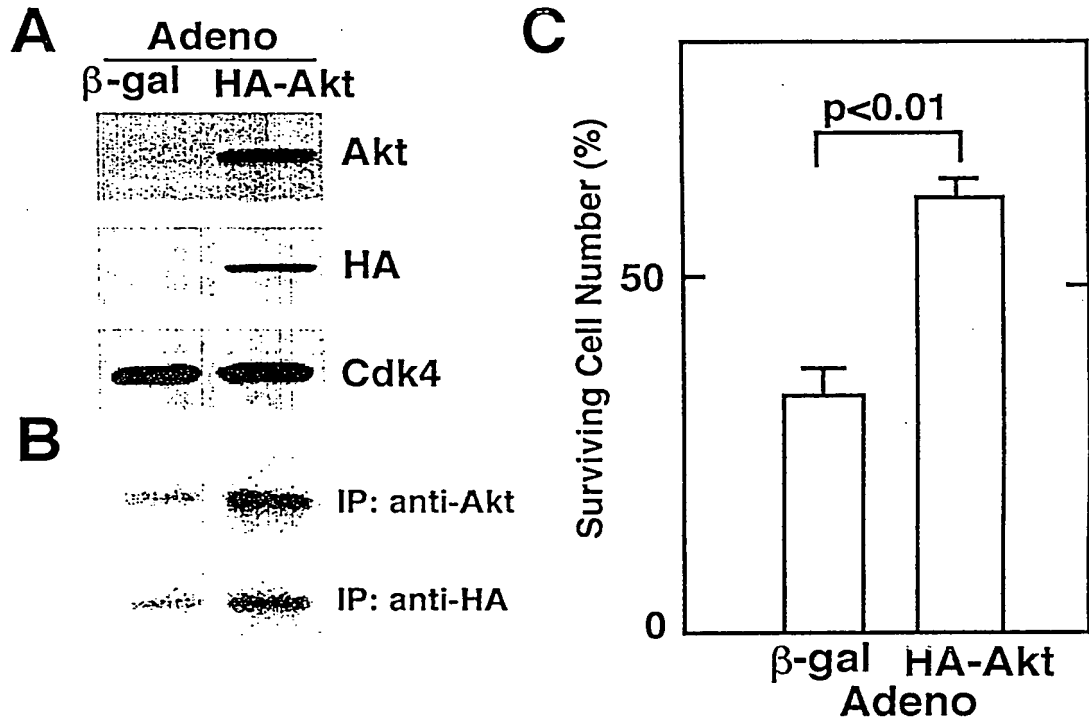 A
Adeno
β-gal HA-Akt
Akt
HA
Cdk4
B
IP: anti-Akt
IP: anti-HA
C
p<0.01
Surviving Cell Number (%)
50
0
β-gal HA-Akt
Adeno